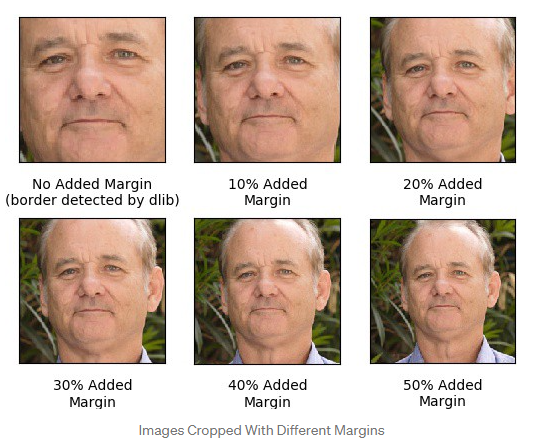 No Added Margin
(border detected by dlib)
10% Added
Margin
20% Added
Margin
30% Added
Margin
40% Added
Margin
50% Added
Margin
Images Cropped With Different Margins